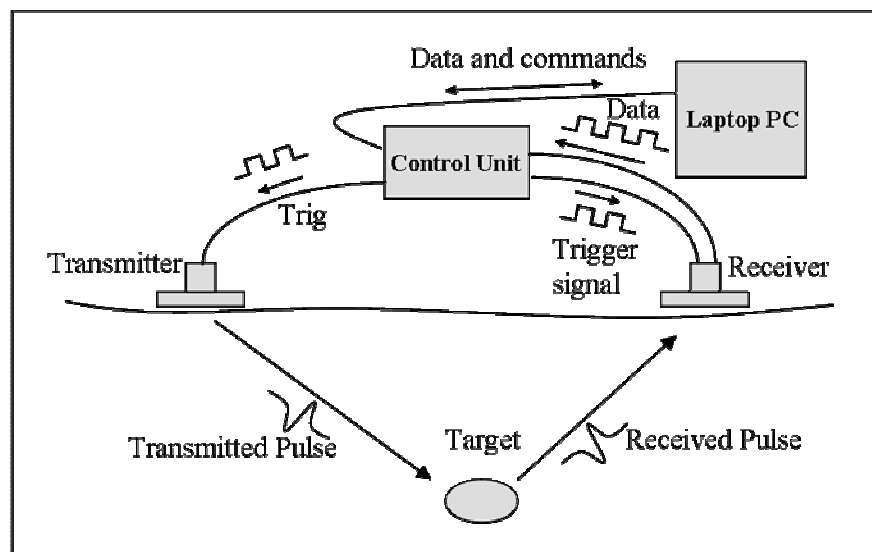 Data and commands
Data
Laptop PC
Control Unit
Trig
Trigger
signal
Transmitter
Receiver
Transmitted Pulse
Target
Received Pulse